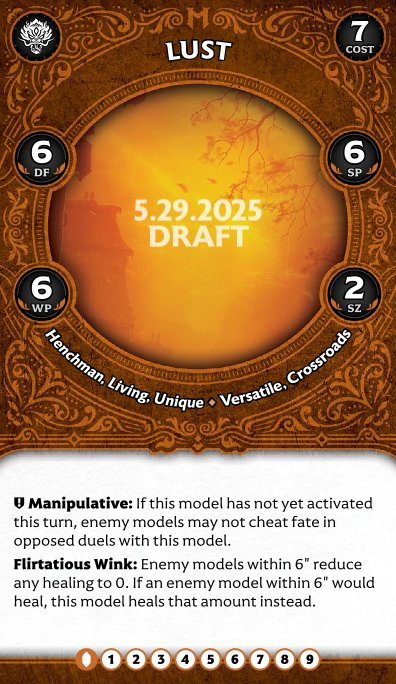 LUST
7
COST
6
DF
6
SP
5.29.2025
DRAFT
6
WP
2
SZ
Henchman, Living, Unique ◆ Versatile, Crossroads
Manipulative: If this model has not yet activated
this turn, enemy models may not cheat fate in
opposed duels with this model.
Flirtatious Wink: Enemy models within 6" reduce
any healing to 0. If an enemy model within 6" would
heal, this model heals that amount instead.
1 2 3 4 5 6 7 8 9